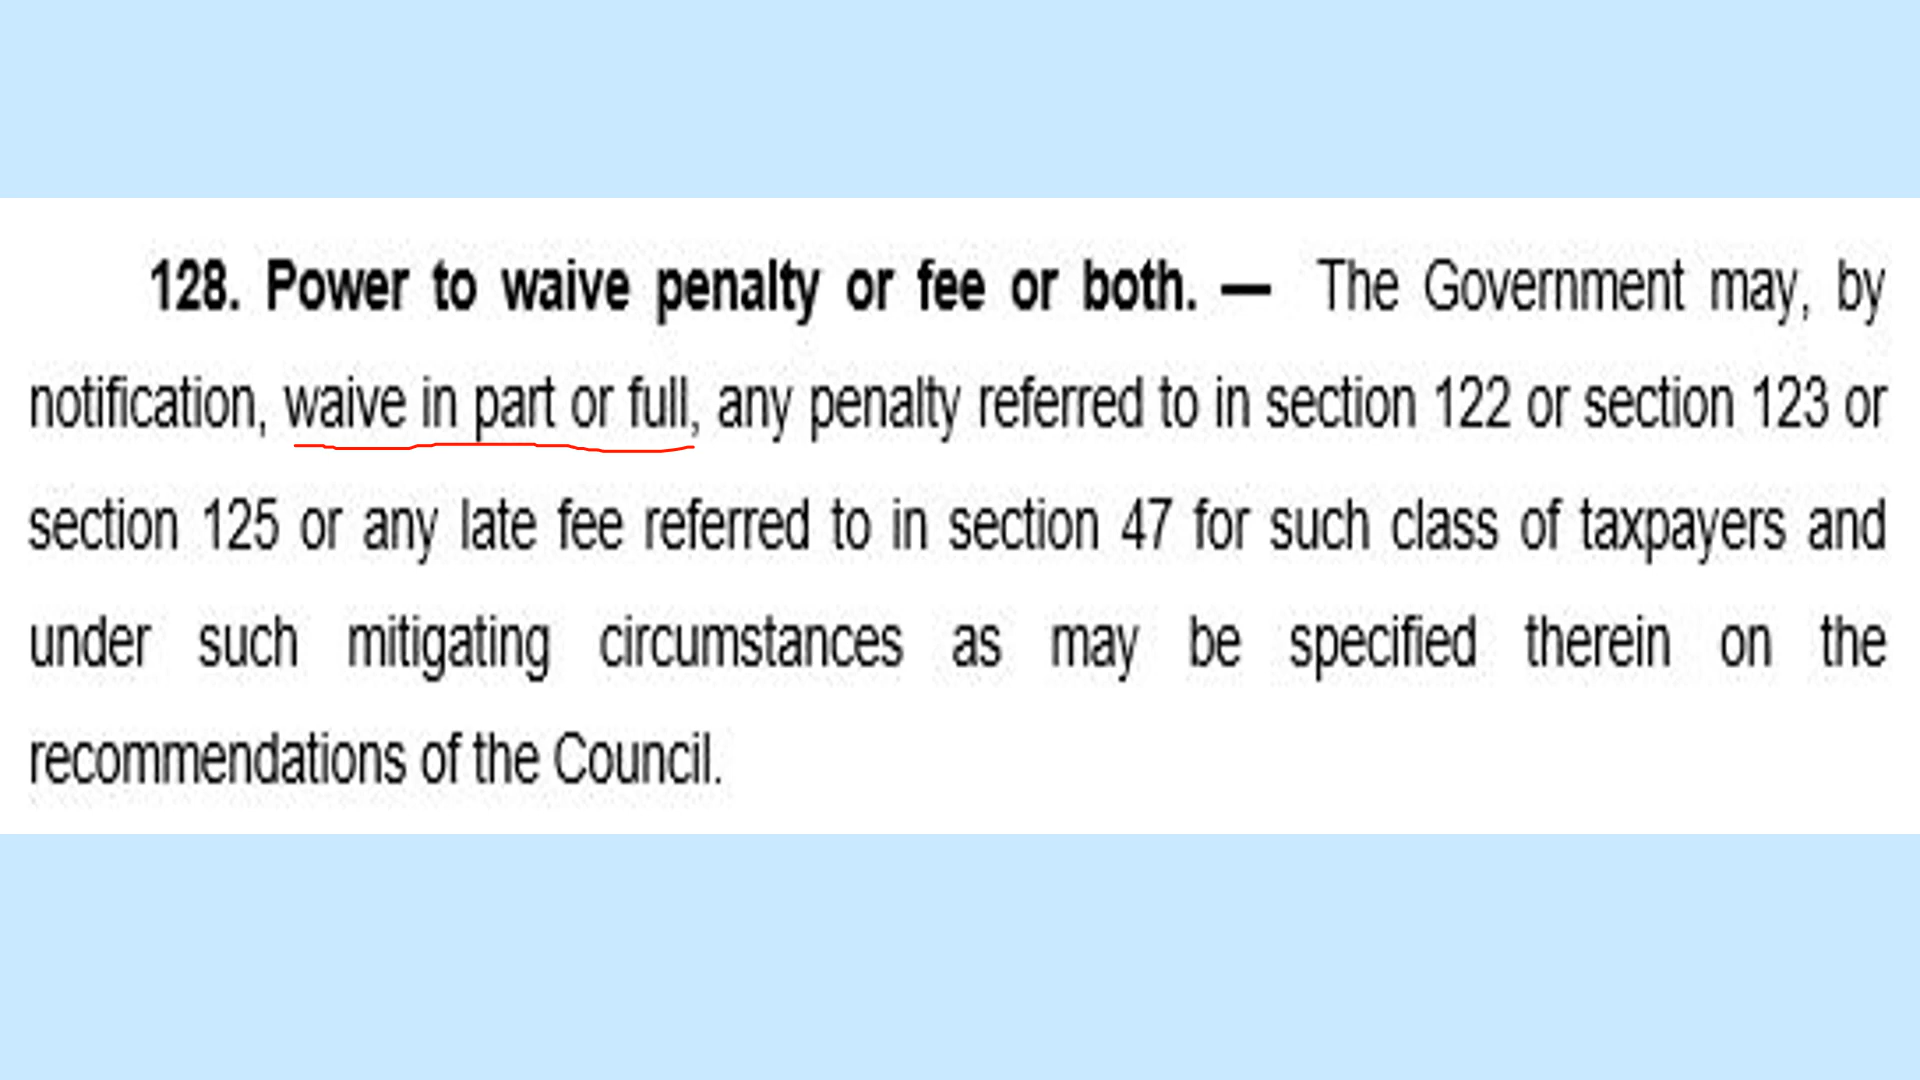 128. Power to waive penalty or fee or both. — The Government may, by
notification, waive in part or full, any penalty referred to in section 122 or section 123 or
section 125 or any late fee referred to in section 47 for such class of taxpayers and
under such mitigating circumstances as may be specified therein on the
recommendations of the Council.